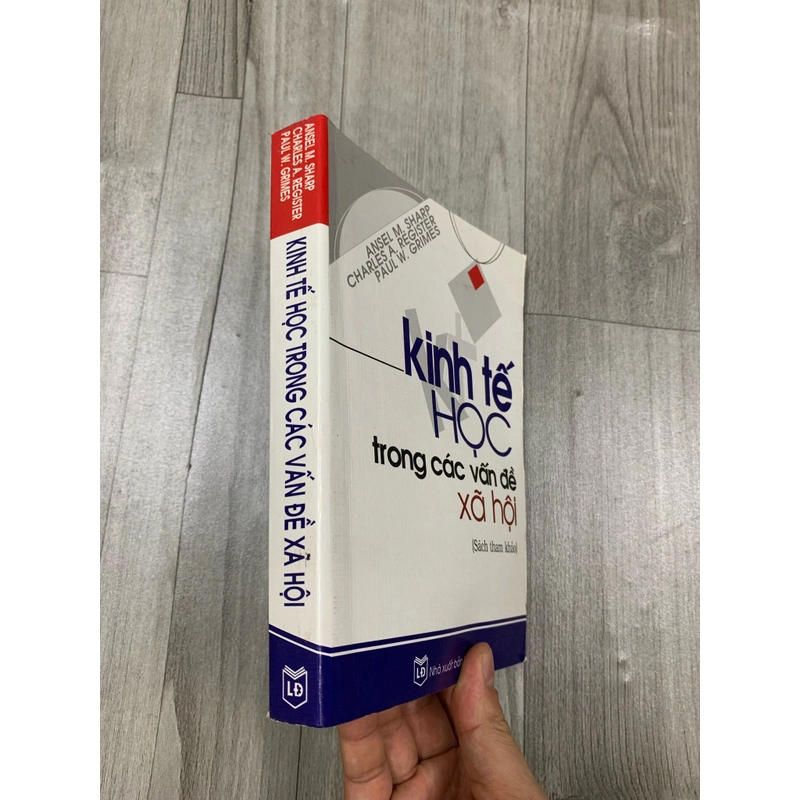 ANSEL M. SHARP
CHARLES A. REGISTER
PAUL W. GRIMES
KINH TẾ HỌC TRONG CÁC VẤN ĐỀ XÃ HỘI
LĐ
ANSEL M. SHARP
CHARLES A. REGISTER
PAUL W. GRIMES
kinh tế
HỌC
trong các vấn đề
xã hội
(Sách tham khảo)
LĐ
Nhà xuất bản